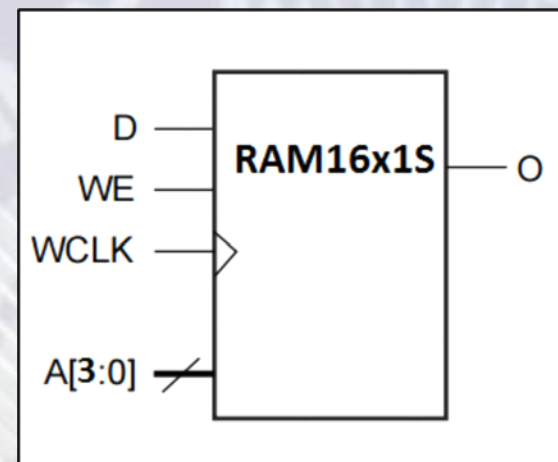 D
WE
WCLK
A[3:0]
RAM16x1S
O